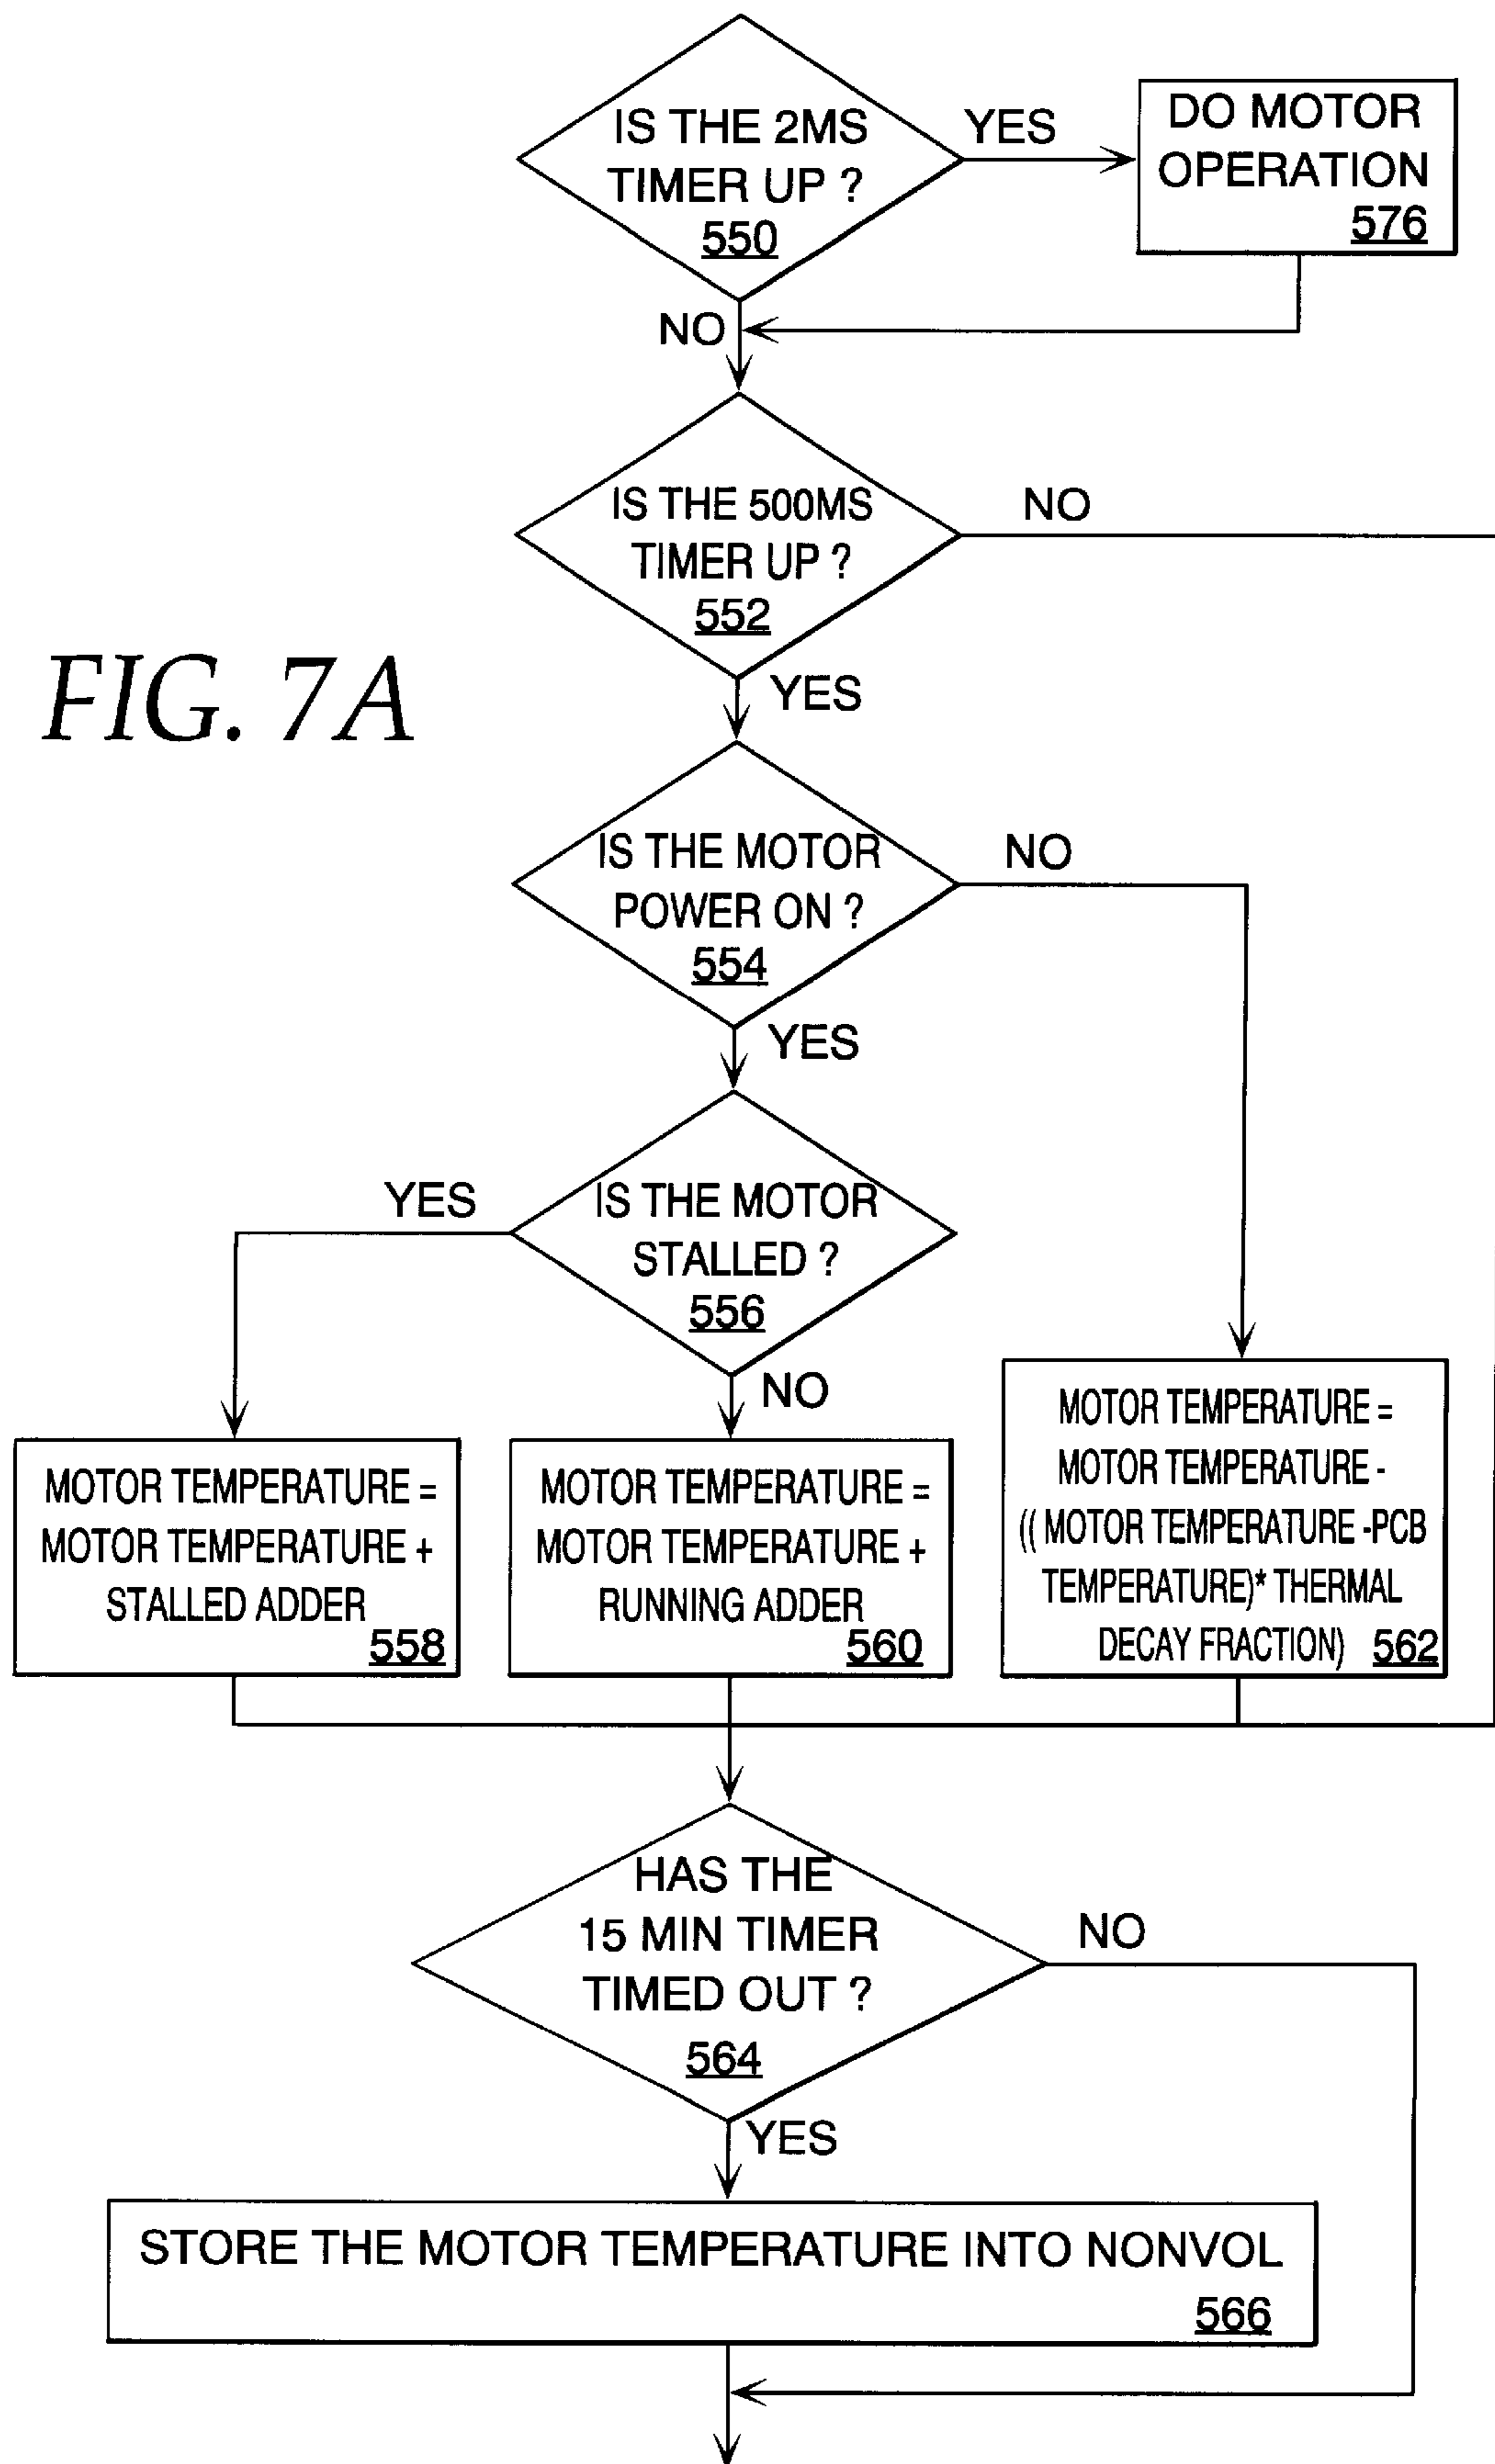 IS THE 2MS
TIMER UP ?
550
YES
DO MOTOR
OPERATION
576
NO
IS THE 500MS
TIMER UP ?
552
NO
YES
FIG. 7A
IS THE MOTOR
POWER ON ?
554
NO
YES
IS THE MOTOR
STALLED ?
556
YES
NO
MOTOR TEMPERATURE =
MOTOR TEMPERATURE +
STALLED ADDER
558
MOTOR TEMPERATURE =
MOTOR TEMPERATURE +
RUNNING ADDER
560
MOTOR TEMPERATURE =
MOTOR TEMPERATURE -
(( MOTOR TEMPERATURE -PCB
TEMPERATURE)* THERMAL
DECAY FRACTION) 562
HAS THE
15 MIN TIMER
TIMED OUT ?
564
NO
YES
STORE THE MOTOR TEMPERATURE INTO NONVOL
566